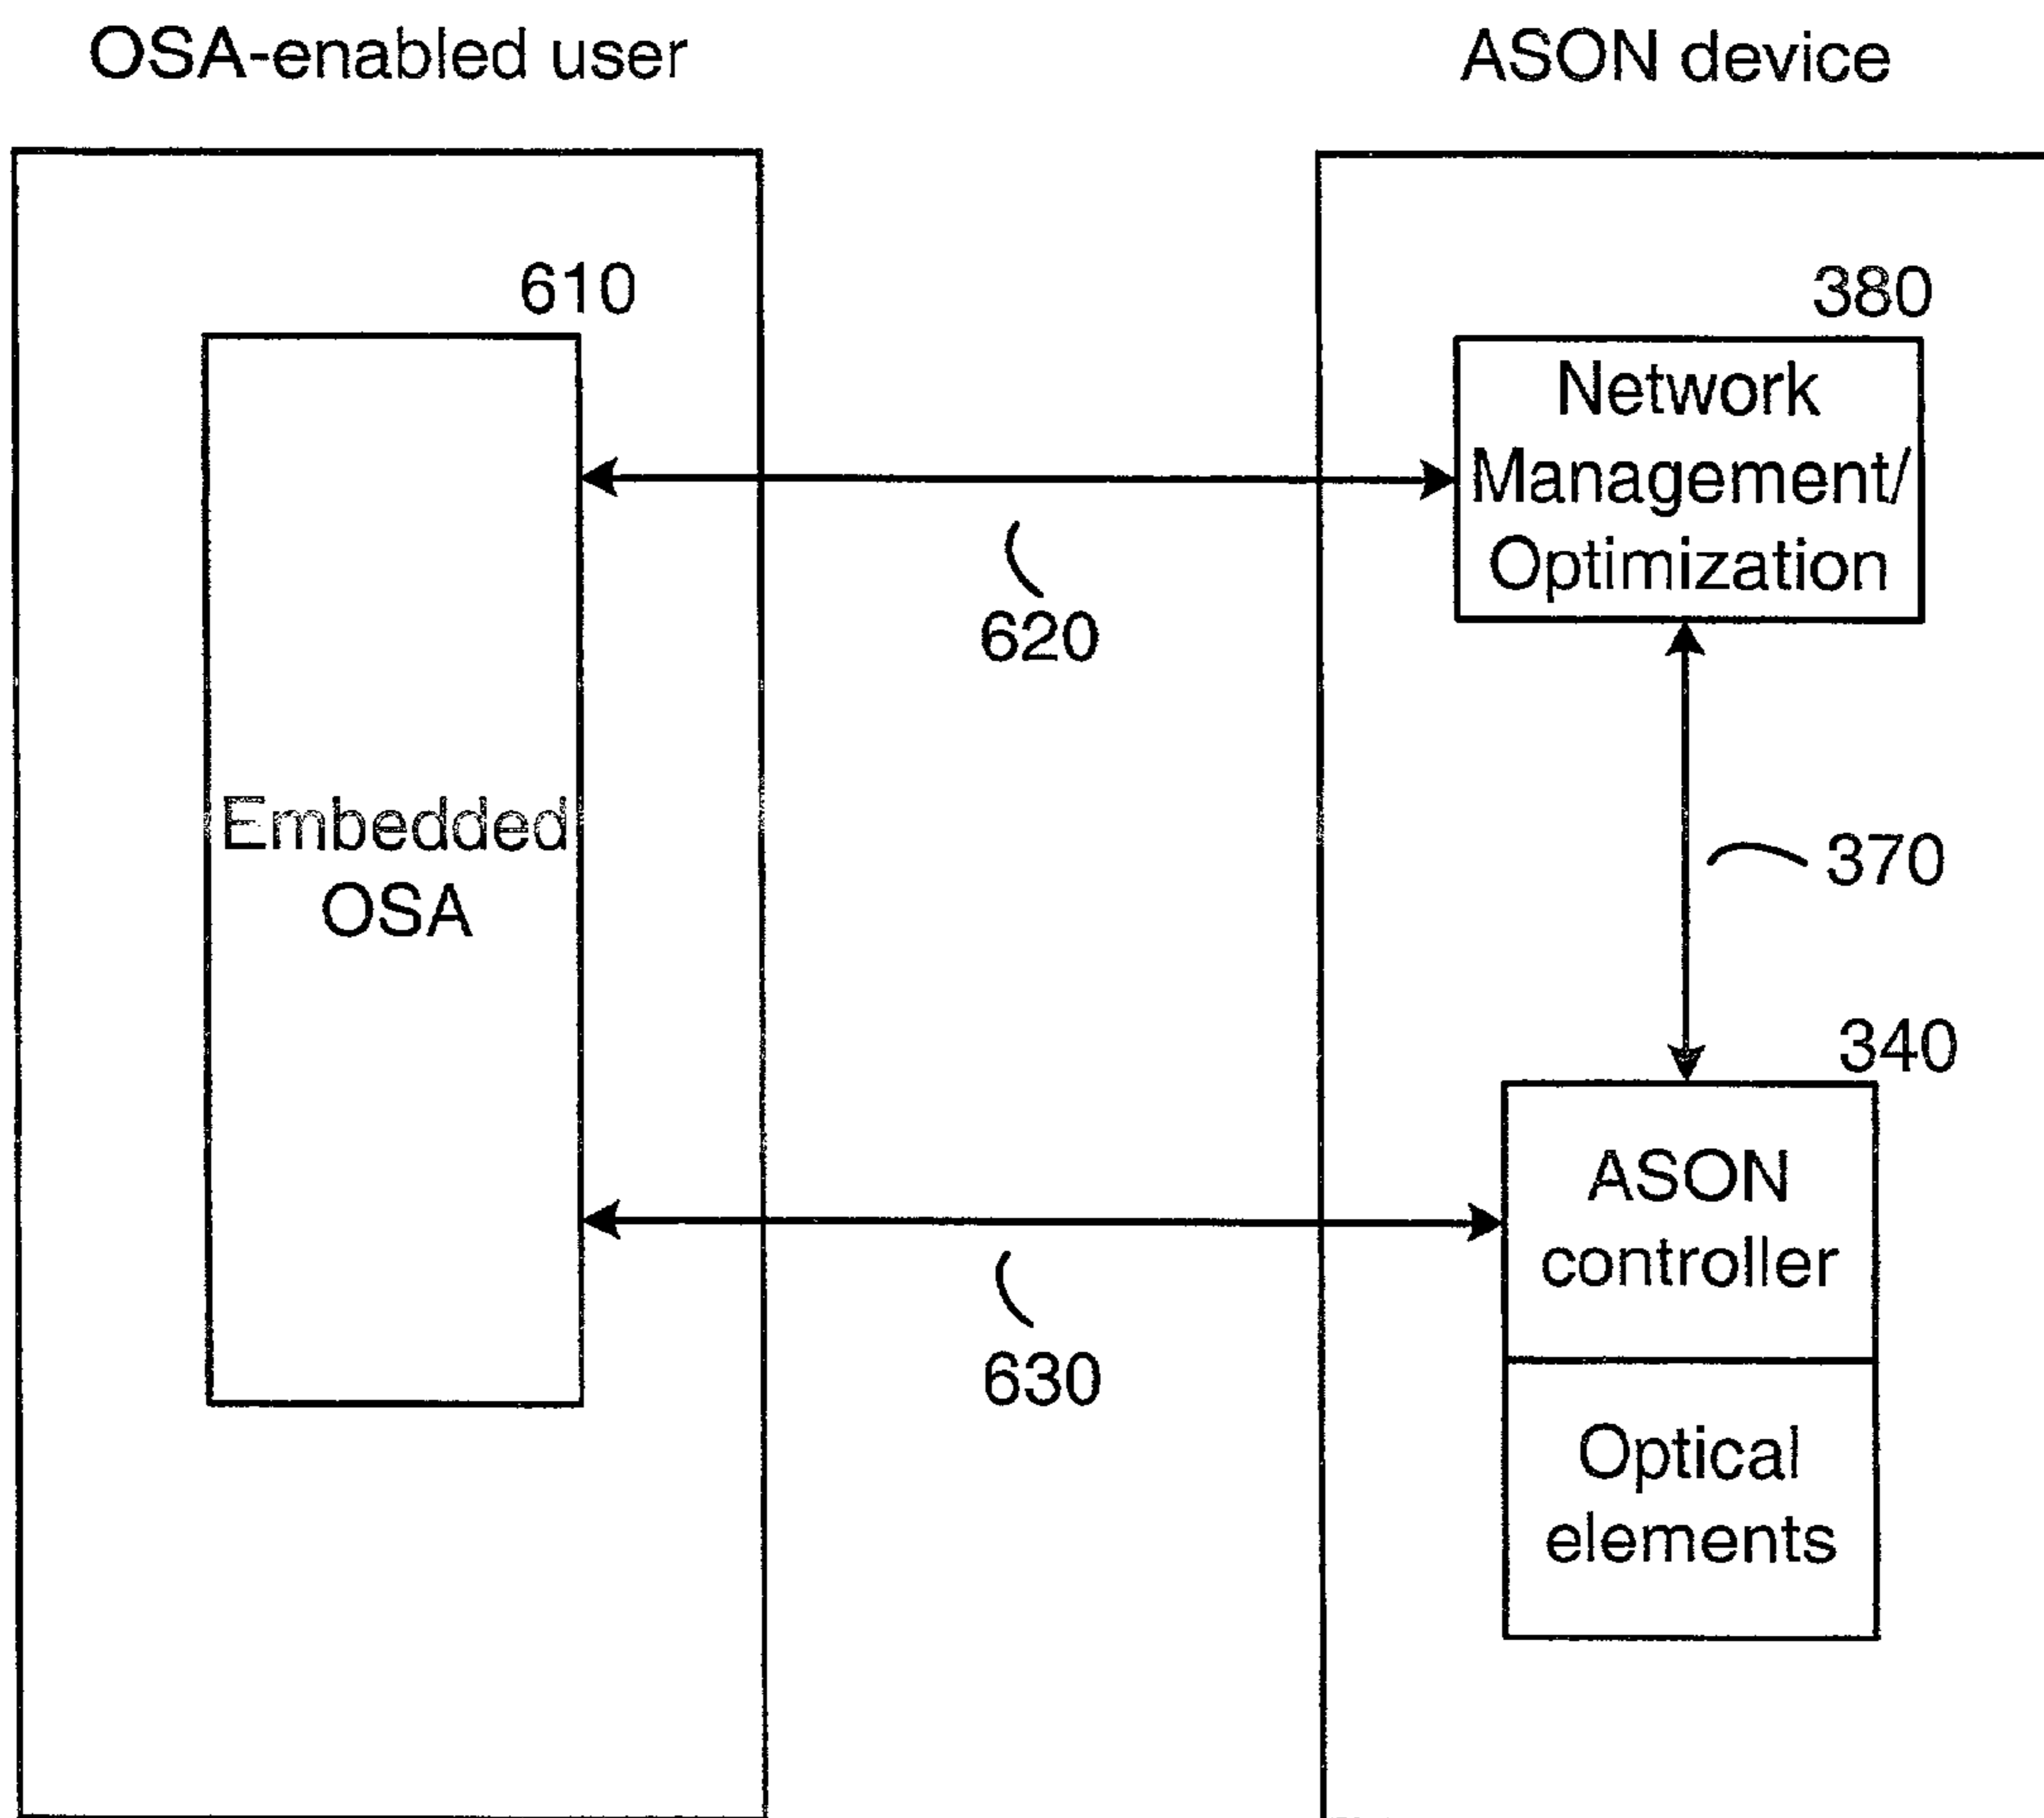 OSA-enabled user
ASON device
610
380
Network
Management/
Optimization
620
Embedded
OSA
370
340
ASON
controller
630
Optical
elements